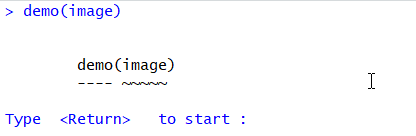 > demo(image)
demo(image)
---- ~~~~~
Type  <Return>   to start :